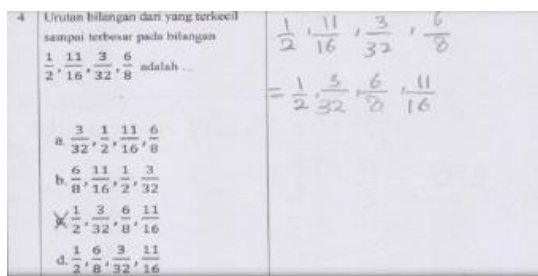 4 Urutan bilangan dari yang terkecil
sampai terbesar pada bilangan
1/2, 11/16, 3/32, 6/8 adalah ...
a. 3/32, 1/2, 11/16, 6/8
b. 6/8, 11/16, 1/2, 3/32
c. 1/2, 3/32, 6/8, 11/16
d. 1/2, 6/8, 3/32, 11/16
1/2, 11/16, 3/32, 6/8
= 1/2, 3/32, 6/8, 11/16